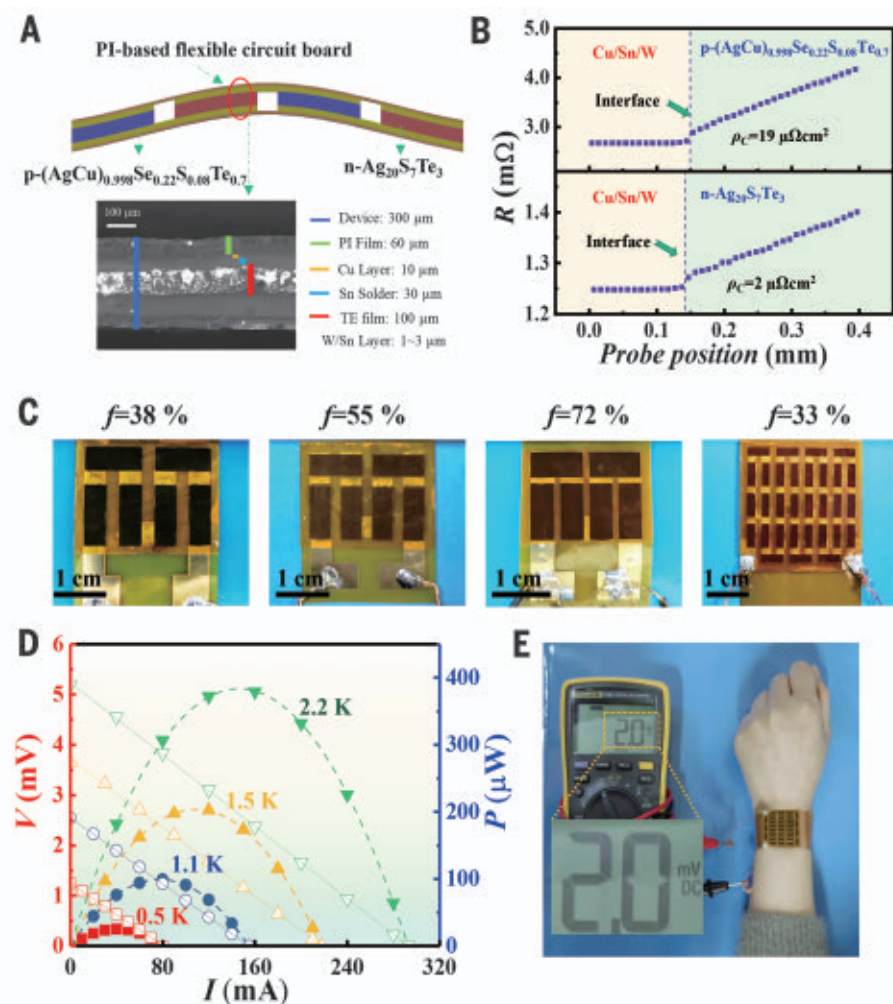 A
PI-based flexible circuit board
p-(AgCu)0.998Se0.22S0.08Te0.7
n-Ag20S7Te3
100 μm
Device: 300 μm
PI Film: 60 μm
Cu Layer: 10 μm
Sn Solder: 30 μm
TE film: 100 μm
W/Sn Layer: 1~3 μm
B
5.0
4.0
3.0
Cu/Sn/W
p-(AgCu)0.998Se0.22S0.08Te0.7
Interface
ρC=19 μΩcm2
R (mΩ)
1.4
1.3
1.2
Cu/Sn/W
n-Ag20S7Te3
Interface
ρC=2 μΩcm2
0.0 0.1 0.2 0.3 0.4
Probe position (mm)
C
f=38 %
f=55 %
f=72 %
f=33 %
1 cm
1 cm
1 cm
1 cm
D
6
5
4
3
2
1
0
V (mV)
2.2 K
1.5 K
1.1 K
0.5 K
400
300
200
100
0
P (μW)
0 80 160 240 320
I (mA)
E
2.0
2.0
mV
DC